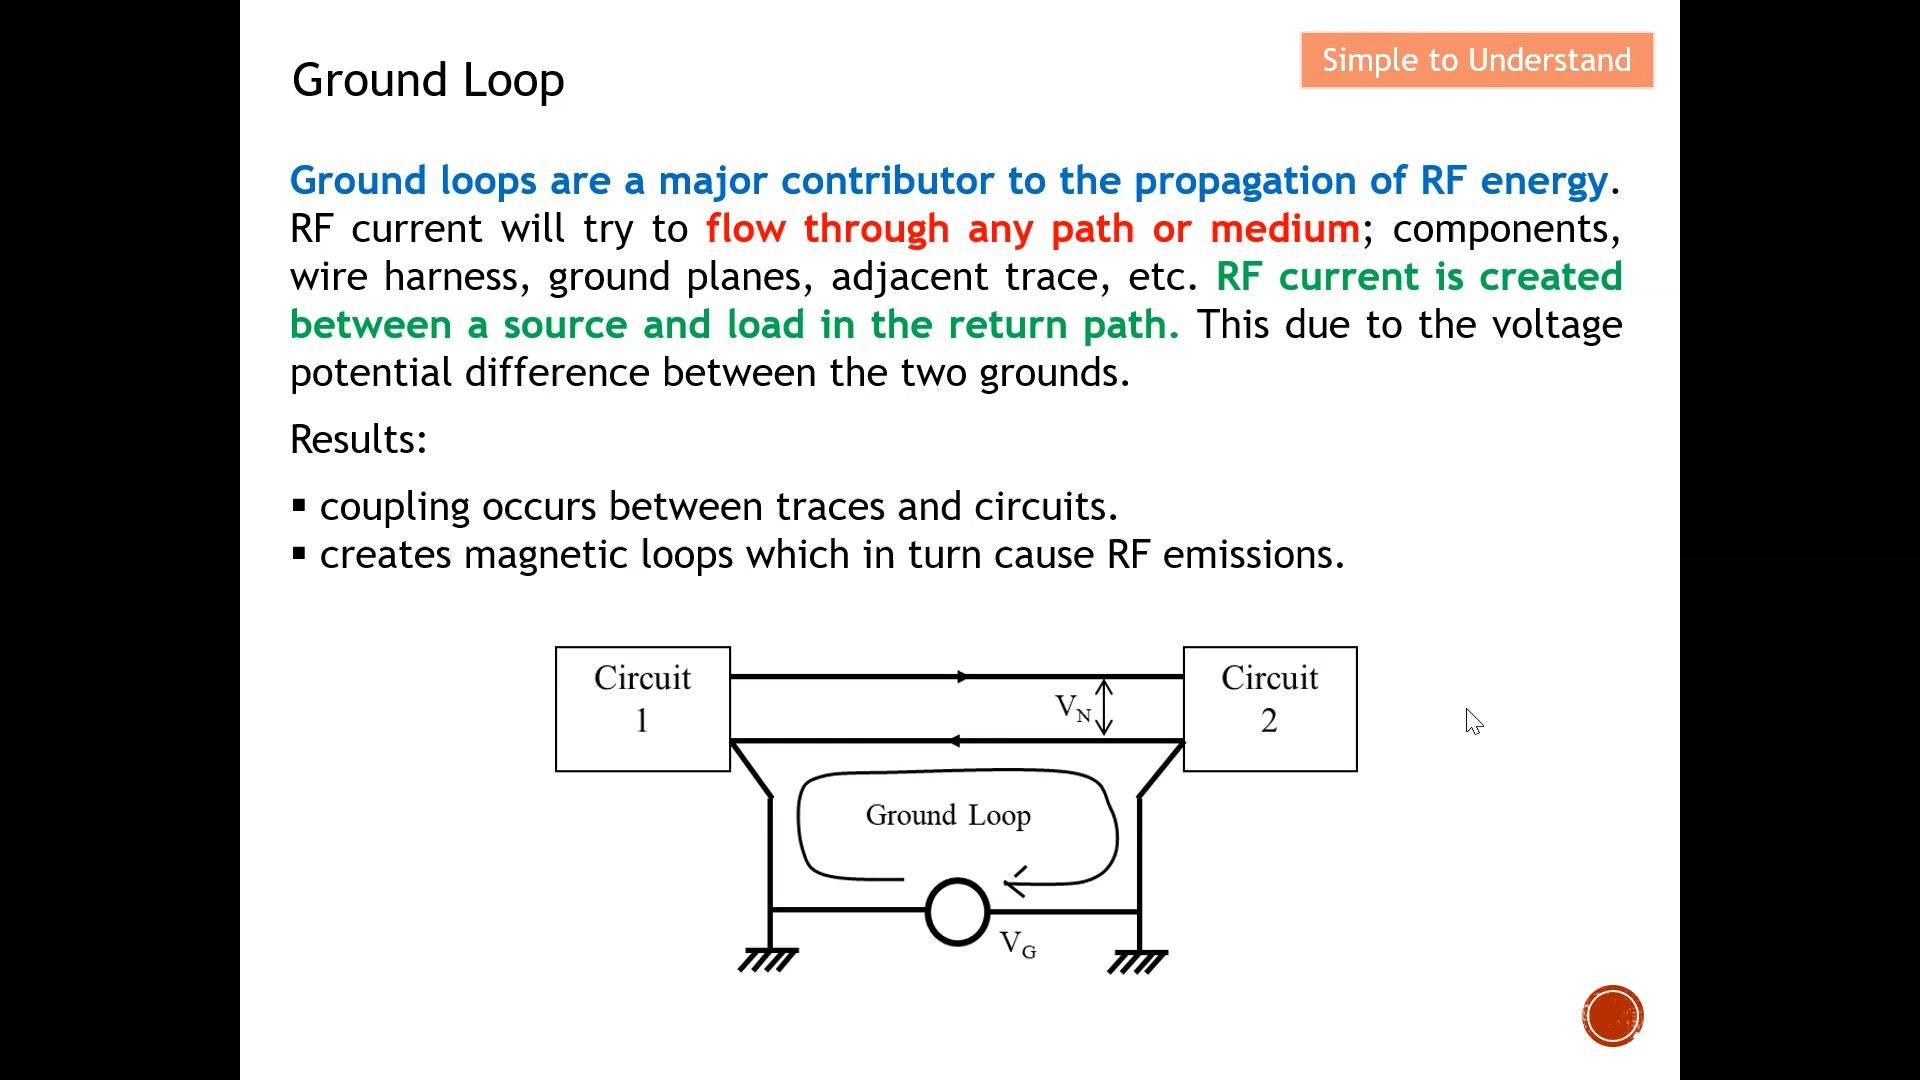 Simple to Understand
Ground Loop
Ground loops are a major contributor to the propagation of RF energy.
RF current will try to flow through any path or medium; components,
wire harness, ground planes, adjacent trace, etc. RF current is created
between a source and load in the return path. This due to the voltage
potential difference between the two grounds.
Results:
▪ coupling occurs between traces and circuits.
▪ creates magnetic loops which in turn cause RF emissions.
Circuit
1
VN
Circuit
2
Ground Loop
VG